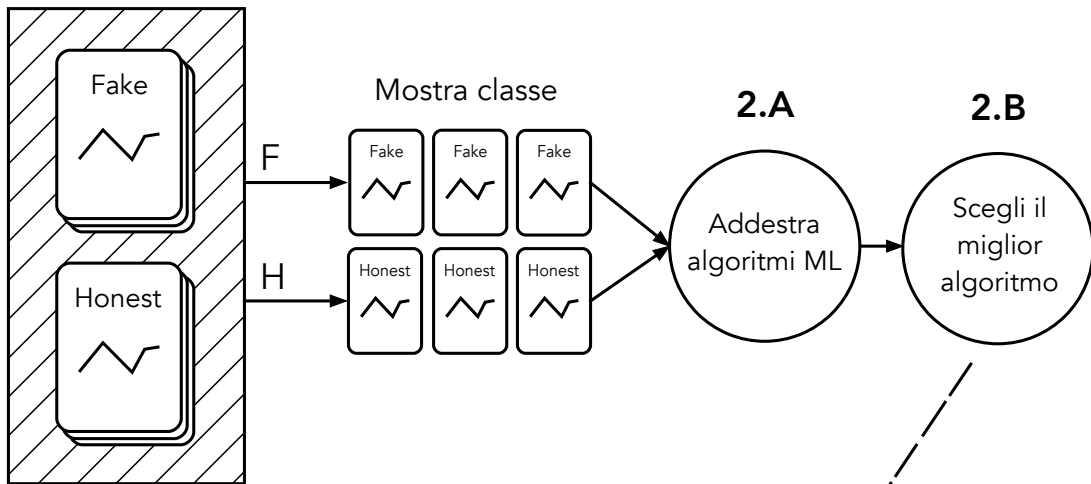 Fake
Honest
F
H
Mostra classe
Fake Fake Fake
Honest Honest Honest
2.A
Addestra
algoritmi ML
2.B
Scegli il
miglior
algoritmo